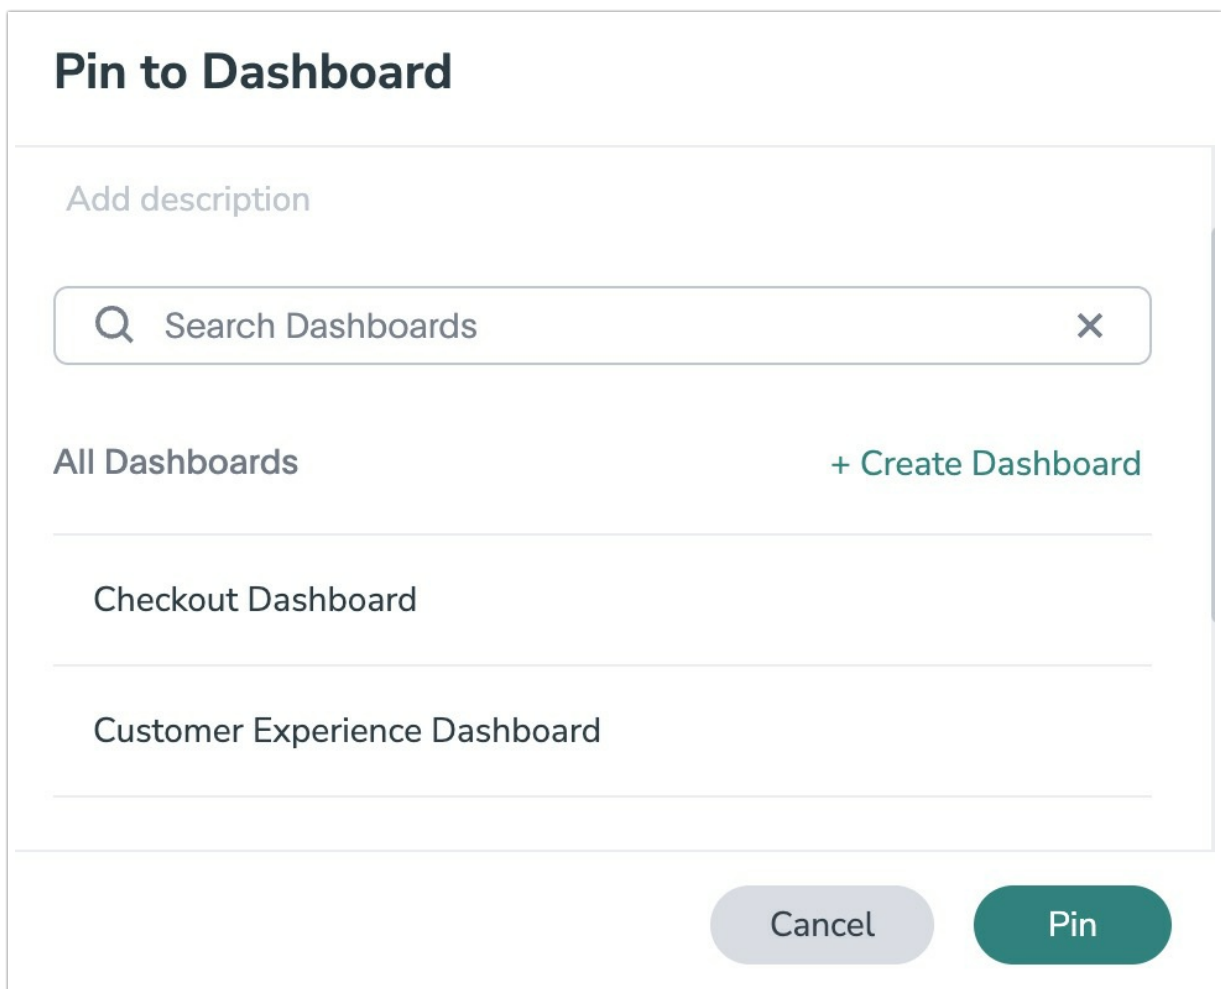 Pin to Dashboard
Add description
Search Dashboards
All Dashboards
+ Create Dashboard
Checkout Dashboard
Customer Experience Dashboard
Cancel
Pin